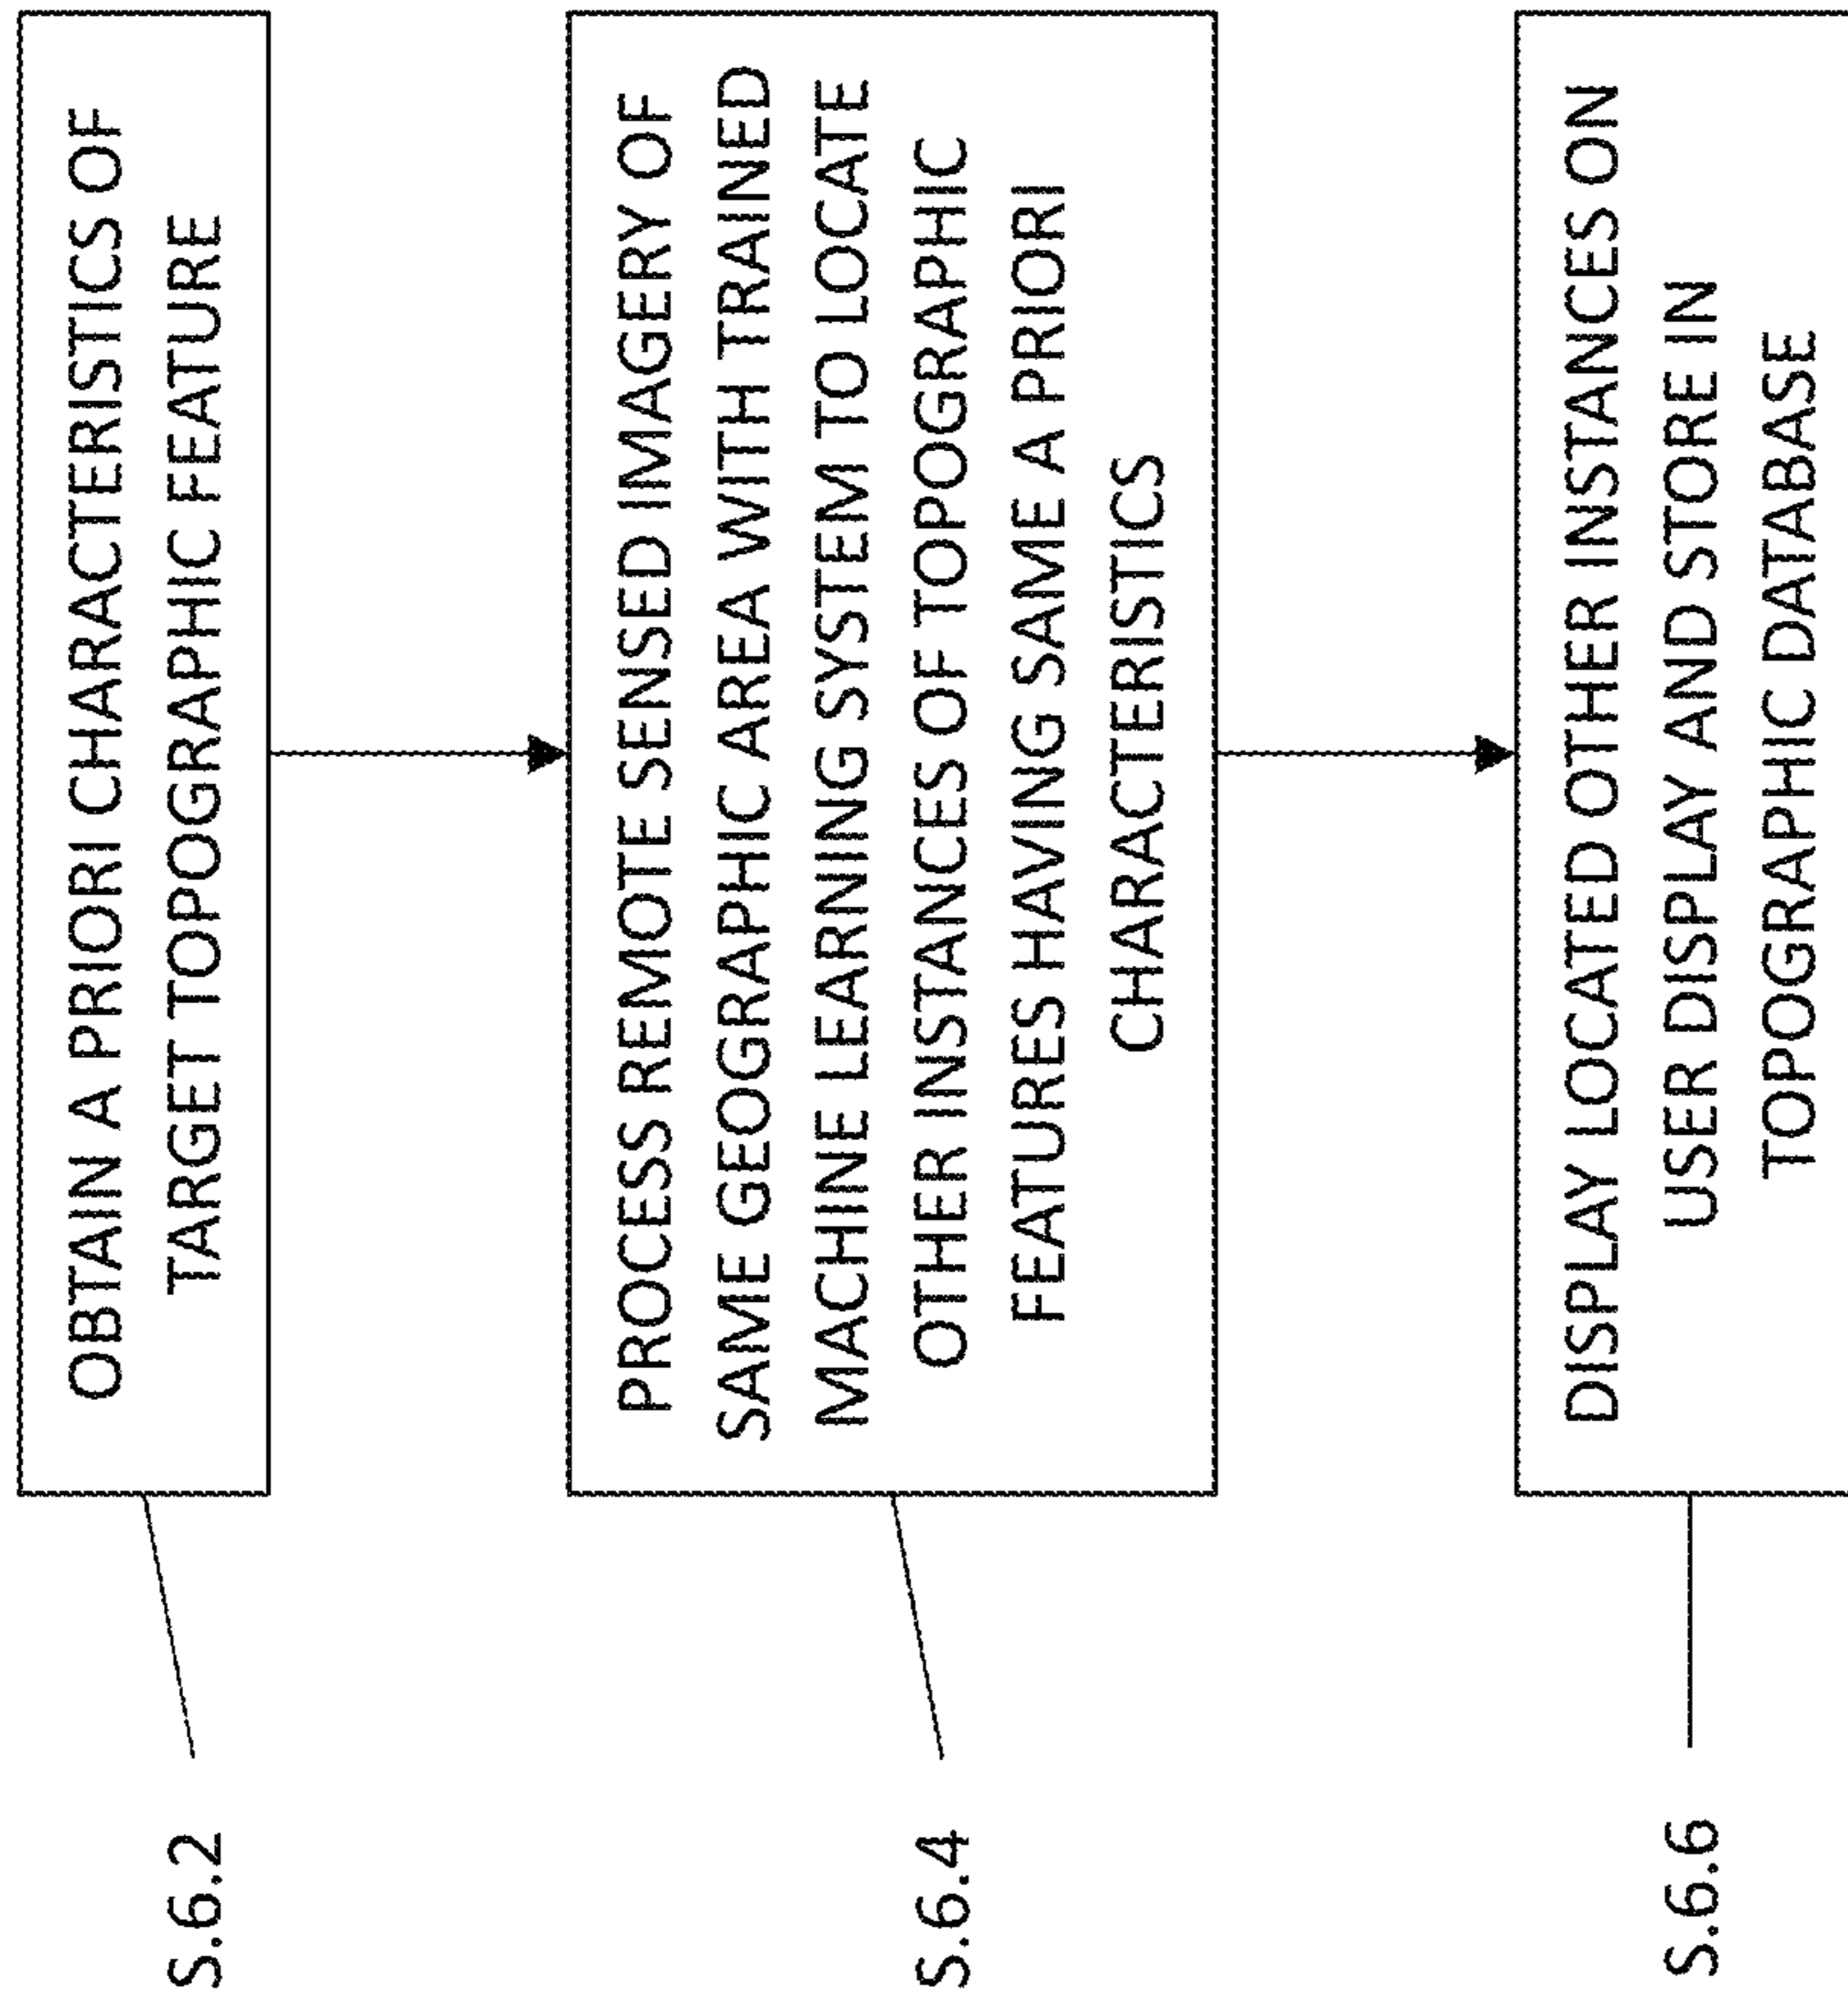 S.6.2
OBTAIN A PRIORI CHARACTERISTICS OF
TARGET TOPOGRAPHIC FEATURE
S.6.4
PROCESS REMOTE SENSED IMAGERY OF
SAME GEOGRAPHIC AREA WITH TRAINED
MACHINE LEARNING SYSTEM TO LOCATE
OTHER INSTANCES OF TOPOGRAPHIC
FEATURES HAVING SAME A PRIORI
CHARACTERISTICS
S.6.6
DISPLAY LOCATED OTHER INSTANCES ON
USER DISPLAY AND STORE IN
TOPOGRAPHIC DATABASE